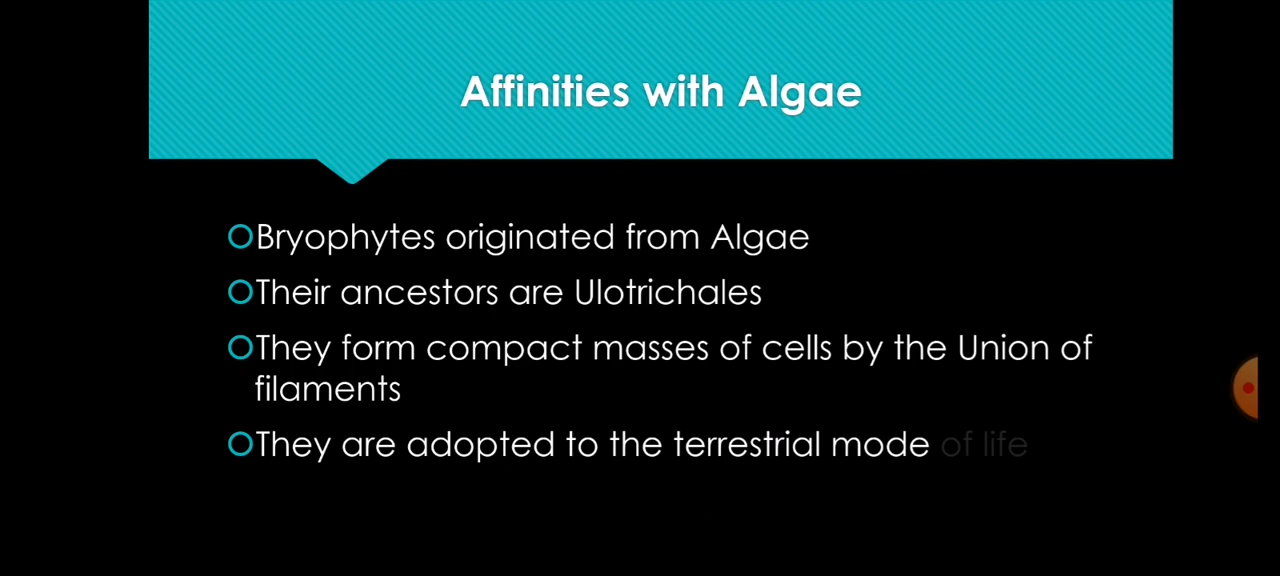 Affinities with Algae
Bryophytes originated from Algae
Their ancestors are Ulotrichales
They form compact masses of cells by the Union of
filaments
They are adopted to the terrestrial mode of life